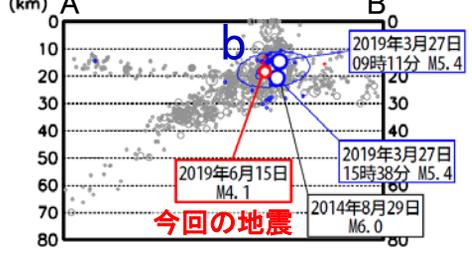 (km) A B
0 0
10
20 20
30 30
40 40
50
60 60
70 70
80 80
b
2019年3月27日
09時11分 M5.4
2019年3月27日
15時38分 M5.4
2019年6月15日
M4.1
2014年8月29日
M6.0
今回の地震